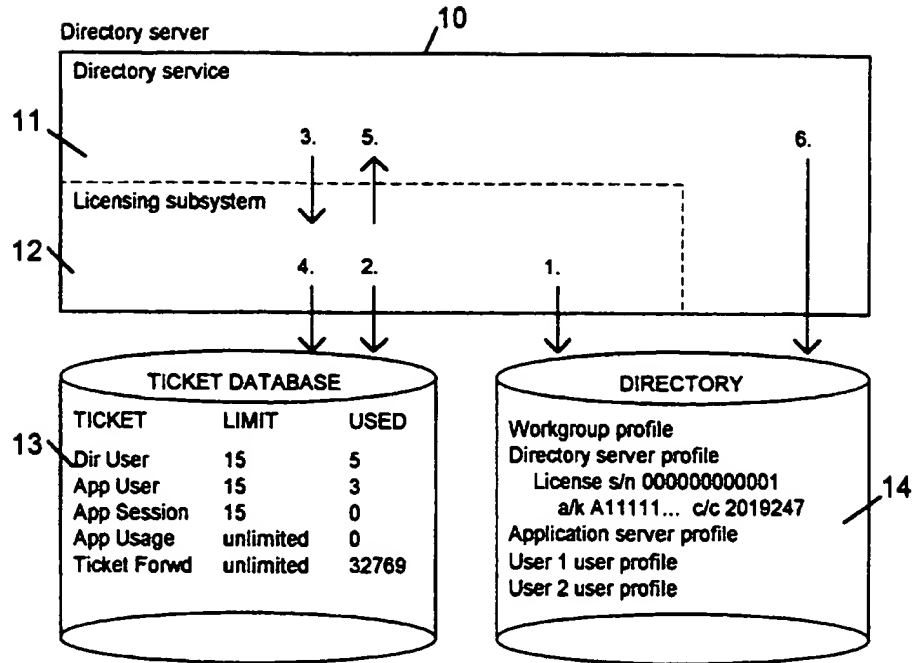 10
Directory server
Directory service
11
3. 5. 6.
Licensing subsystem
12
4. 2. 1.
TICKET DATABASE
TICKET LIMIT USED
13
Dir User 15 5
App User 15 3
App Session 15 0
App Usage unlimited 0
Ticket Forwd unlimited 32769
DIRECTORY
Workgroup profile
Directory server profile
License s/n 000000000001
a/k A11111... c/c 2019247
14
Application server profile
User 1 user profile
User 2 user profile